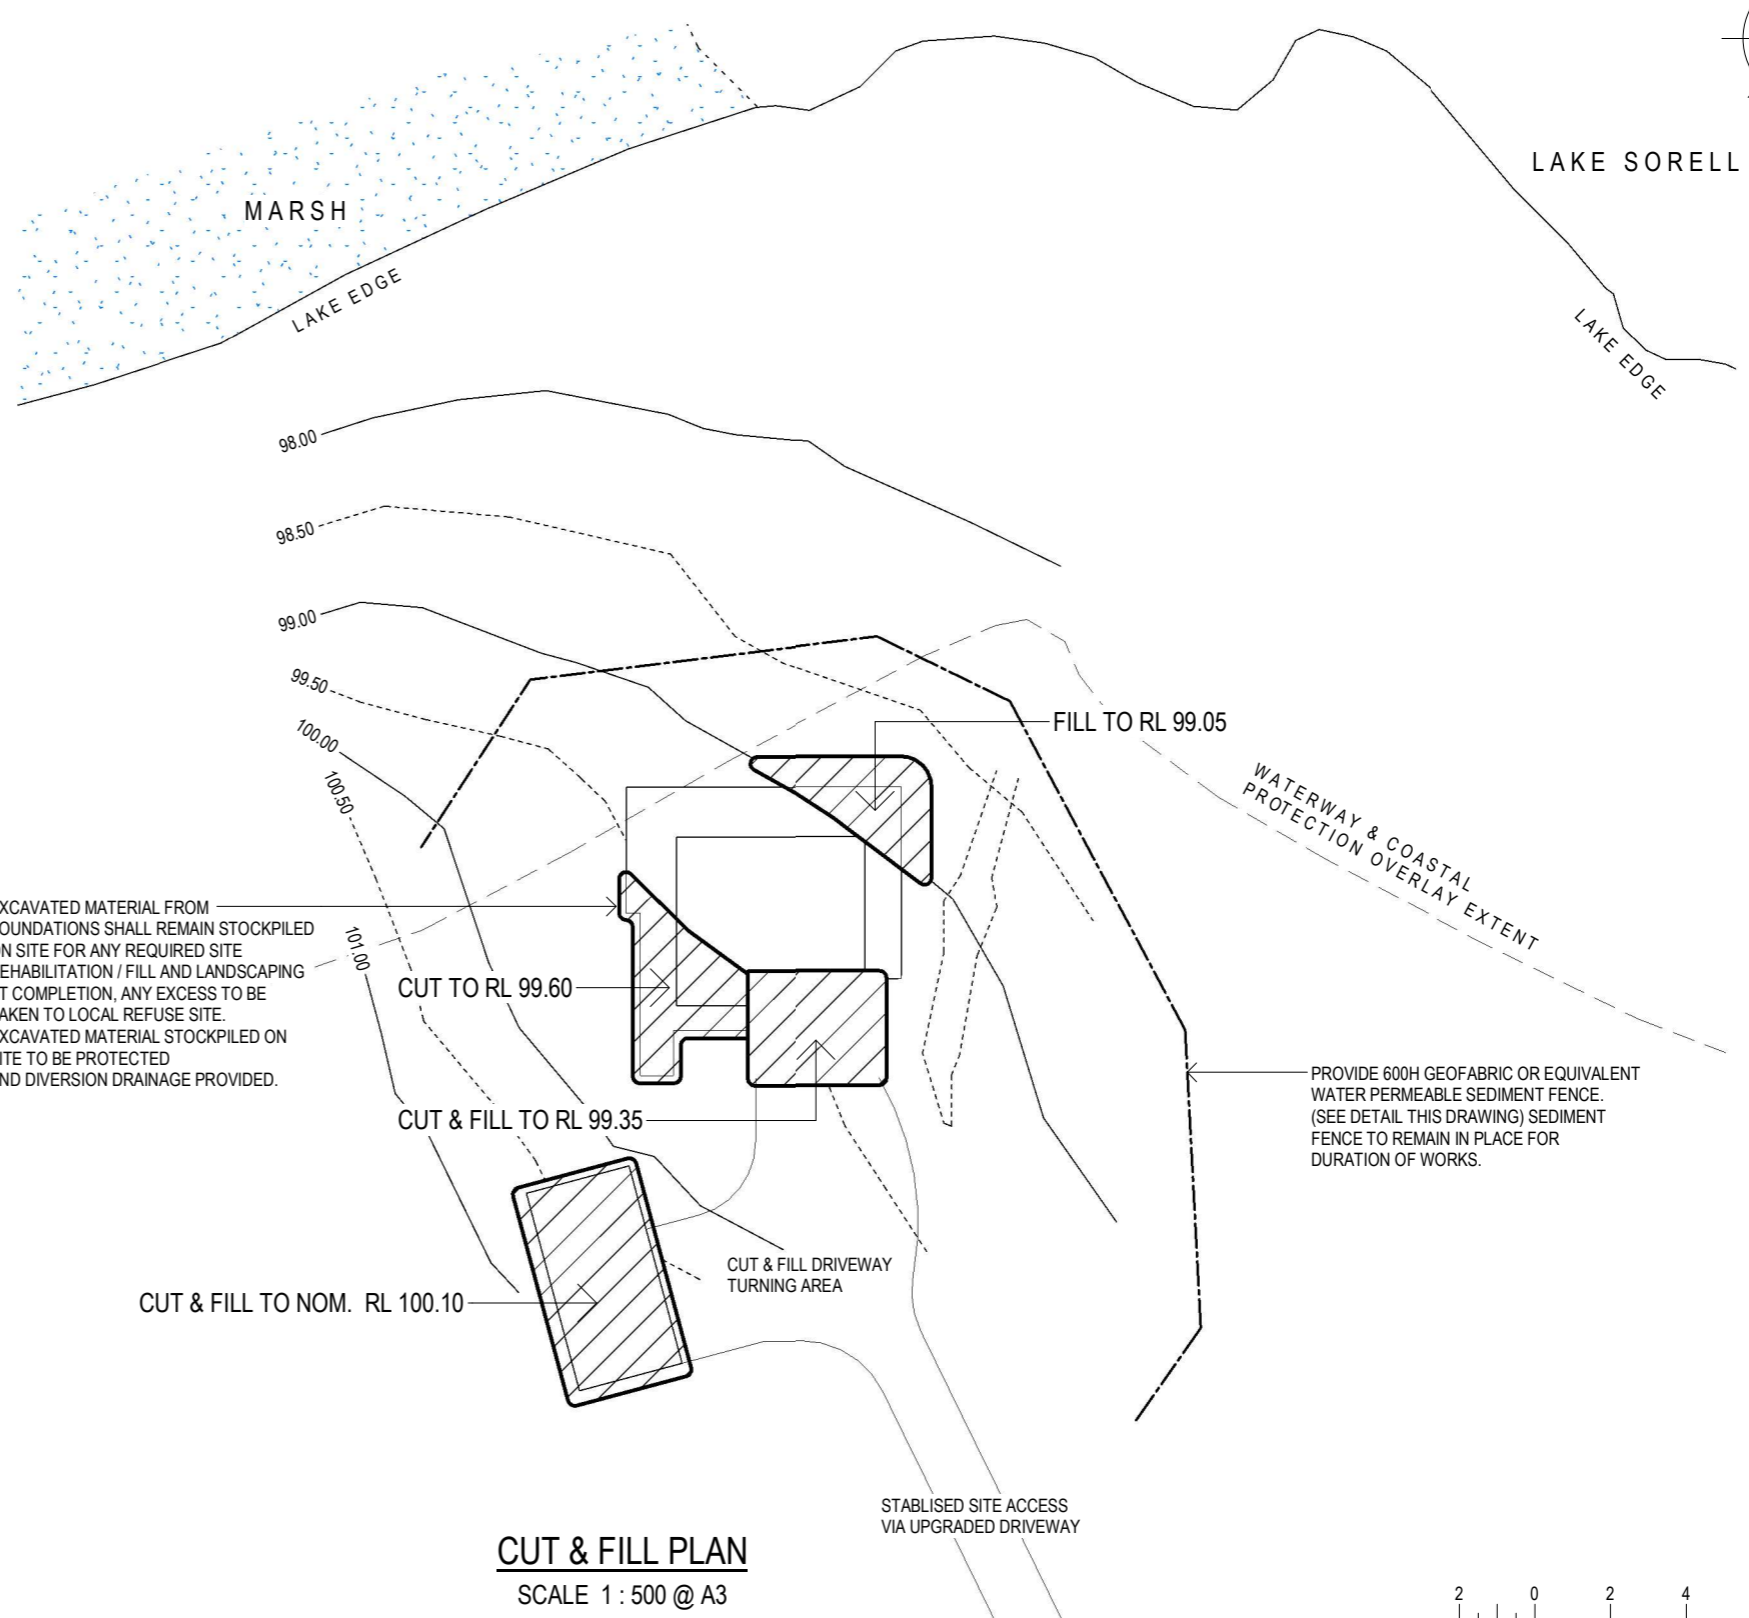 LAKE SORELL
MARSH
LAKE EDGE
LAKE EDGE
98.00
98.50
99.00
99.50
100.00
100.50
101.00
FILL TO RL 99.05
WATERWAY & COASTAL
PROTECTION OVERLAY EXTENT
XCAVATED MATERIAL FROM
OUNDATIONS SHALL REMAIN STOCKPILED
N SITE FOR ANY REQUIRED SITE
EHABILITATION / FILL AND LANDSCAPING
T COMPLETION, ANY EXCESS TO BE
AKEN TO LOCAL REFUSE SITE.
XCAVATED MATERIAL STOCKPILED ON
ITE TO BE PROTECTED
ND DIVERSION DRAINAGE PROVIDED.
CUT TO RL 99.60
CUT & FILL TO RL 99.35
PROVIDE 600H GEOFABRIC OR EQUIVALENT
WATER PERMEABLE SEDIMENT FENCE.
(SEE DETAIL THIS DRAWING) SEDIMENT
FENCE TO REMAIN IN PLACE FOR
DURATION OF WORKS.
CUT & FILL DRIVEWAY
TURNING AREA
CUT & FILL TO NOM. RL 100.10
STABLISED SITE ACCESS
VIA UPGRADED DRIVEWAY
CUT & FILL PLAN
SCALE 1 : 500 @ A3
2 0 2 4